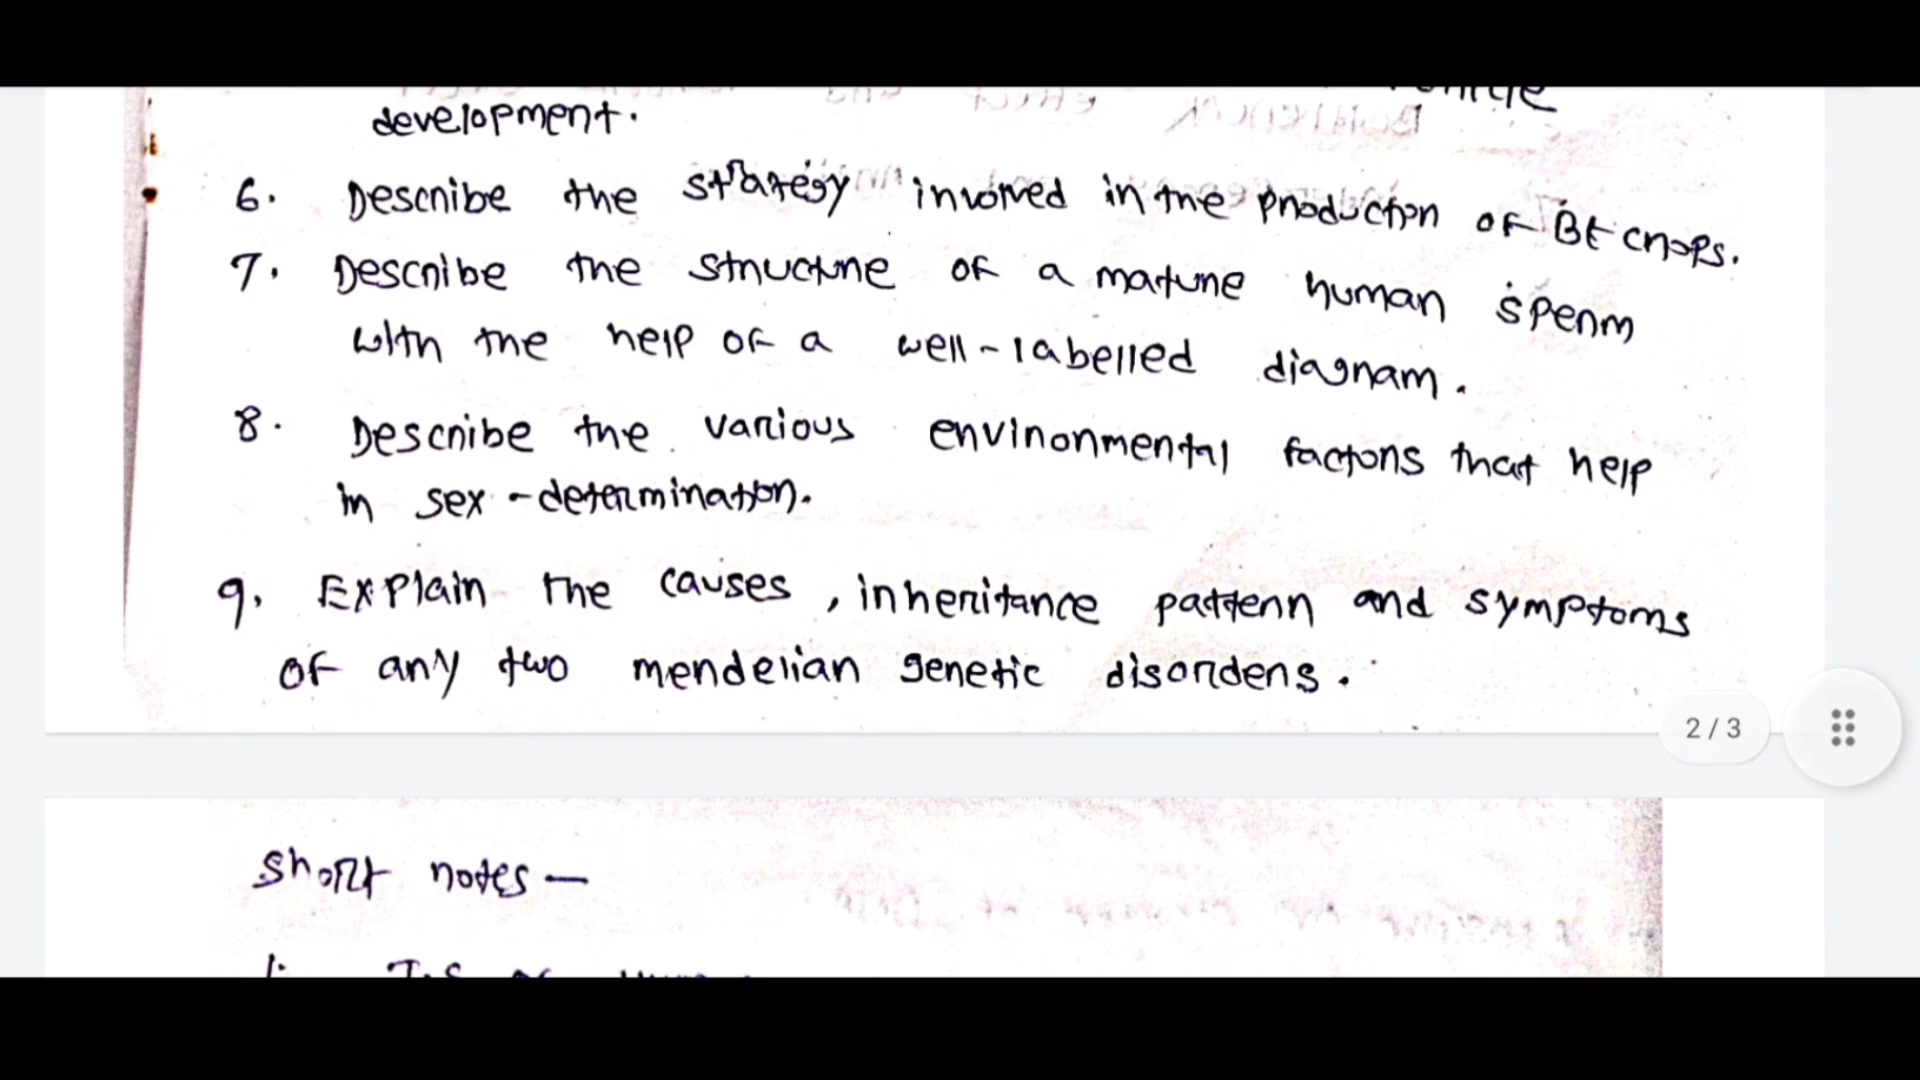 development.
6. Describe the strategy involved in the production of Bt crops.
7. Describe the structure of a mature human sperm
with the help of a well-labelled diagram.
8. Describe the various environmental factors that help
in sex-determination.
9. Explain the causes, inheritance pattern and symptoms
of any two mendelian genetic disorders.
2/3
short notes—
1.